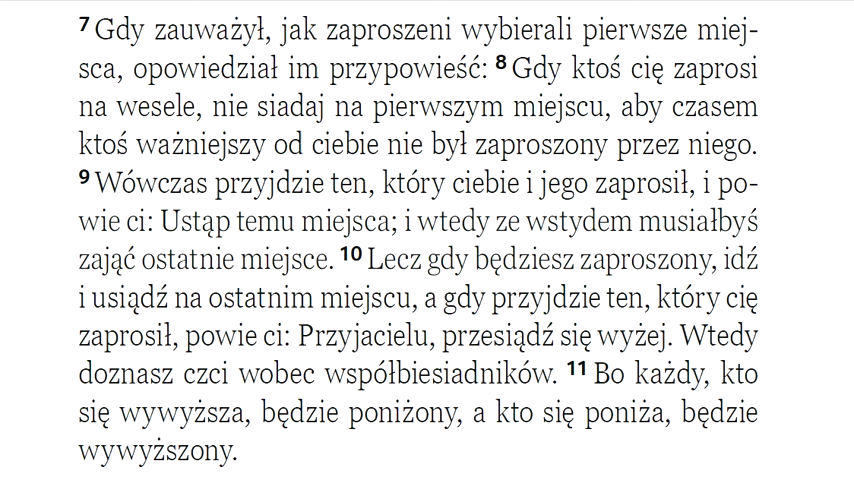 7 Gdy zauważył, jak zaproszeni wybierali pierwsze miej-
sca, opowiedział im przypowieść: 8 Gdy ktoś cię zaprosi
na wesele, nie siadaj na pierwszym miejscu, aby czasem
ktoś ważniejszy od ciebie nie był zaproszony przez niego.
9 Wówczas przyjdzie ten, który ciebie i jego zaprosił, i po-
wie ci: Ustąp temu miejsca; i wtedy ze wstydem musiałbyś
zająć ostatnie miejsce. 10 Lecz gdy będziesz zaproszony, idź
i usiądź na ostatnim miejscu, a gdy przyjdzie ten, który cię
zaprosił, powie ci: Przyjacielu, przesiądź się wyżej. Wtedy
doznasz czci wobec współbiesiadników. 11 Bo każdy, kto
się wywyższa, będzie poniżony, a kto się poniża, będzie
wywyższony.